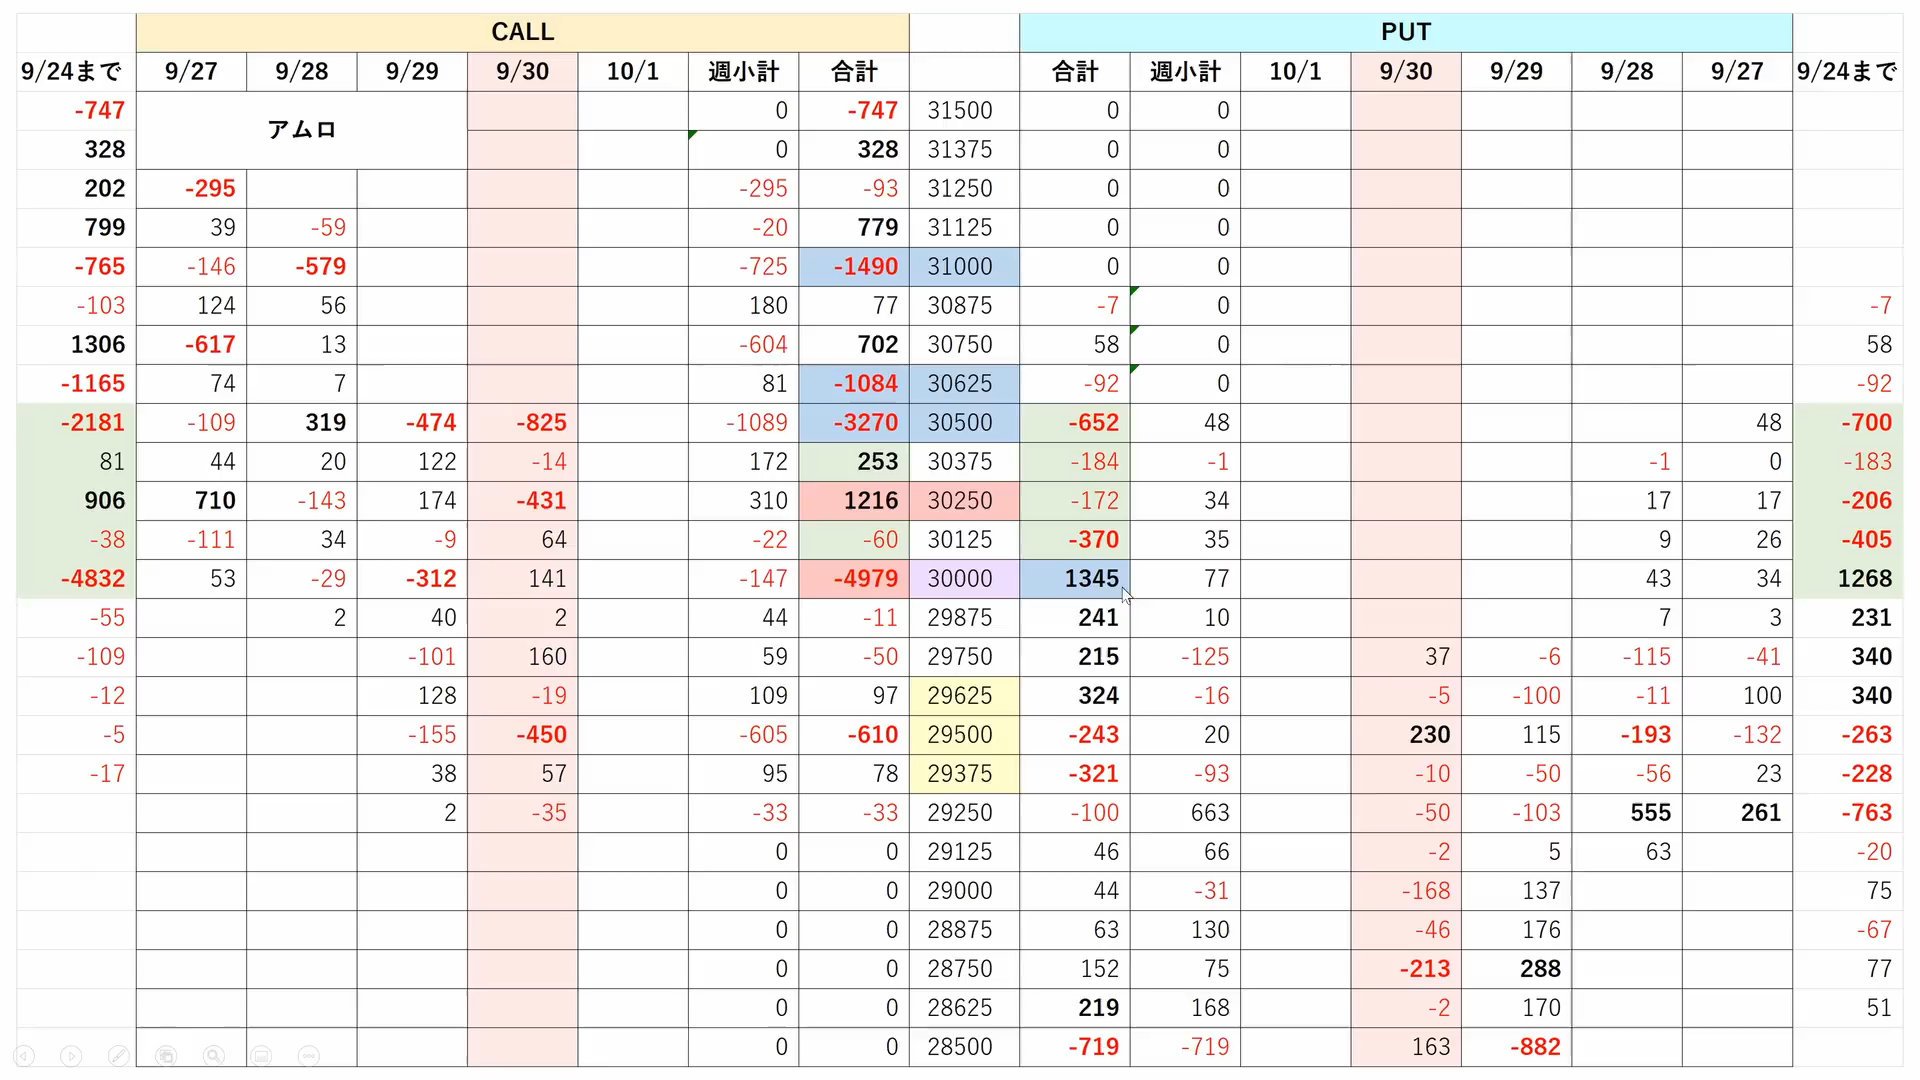 CALL PUT
9/24まで 9/27 9/28 9/29 9/30 10/1 週小計 合計 合計 週小計 10/1 9/30 9/29 9/28 9/27 9/24まで
-747 アムロ 0 -747 31500 0 0
328 0 328 31375 0 0
202 -295 -295 -93 31250 0 0
799 39 -59 -20 779 31125 0 0
-765 -146 -579 -725 -1490 31000 0 0
-103 124 56 180 77 30875 -7 0 -7
1306 -617 13 -604 702 30750 58 0 58
-1165 74 7 81 -1084 30625 -92 0 -92
-2181 -109 319 -474 -825 -1089 -3270 30500 -652 48 48 -700
81 44 20 122 -14 172 253 30375 -184 -1 -1 0 -183
906 710 -143 174 -431 310 1216 30250 -172 34 17 17 -206
-38 -111 34 -9 64 -22 -60 30125 -370 35 9 26 -405
-4832 53 -29 -312 141 -147 -4979 30000 1345 77 43 34 1268
-55 2 40 2 44 -11 29875 241 10 7 3 231
-109 -101 160 59 -50 29750 215 -125 37 -6 -115 -41 340
-12 128 -19 109 97 29625 324 -16 -5 -100 -11 100 340
-5 -155 -450 -605 -610 29500 -243 20 230 115 -193 -132 -263
-17 38 57 95 78 29375 -321 -93 -10 -50 -56 23 -228
2 -35 -33 -33 29250 -100 663 -50 -103 555 261 -763
0 0 29125 46 66 -2 5 63 -20
0 0 29000 44 -31 -168 137 75
0 0 28875 63 130 -46 176 -67
0 0 28750 152 75 -213 288 77
0 0 28625 219 168 -2 170 51
0 0 28500 -719 -719 163 -882